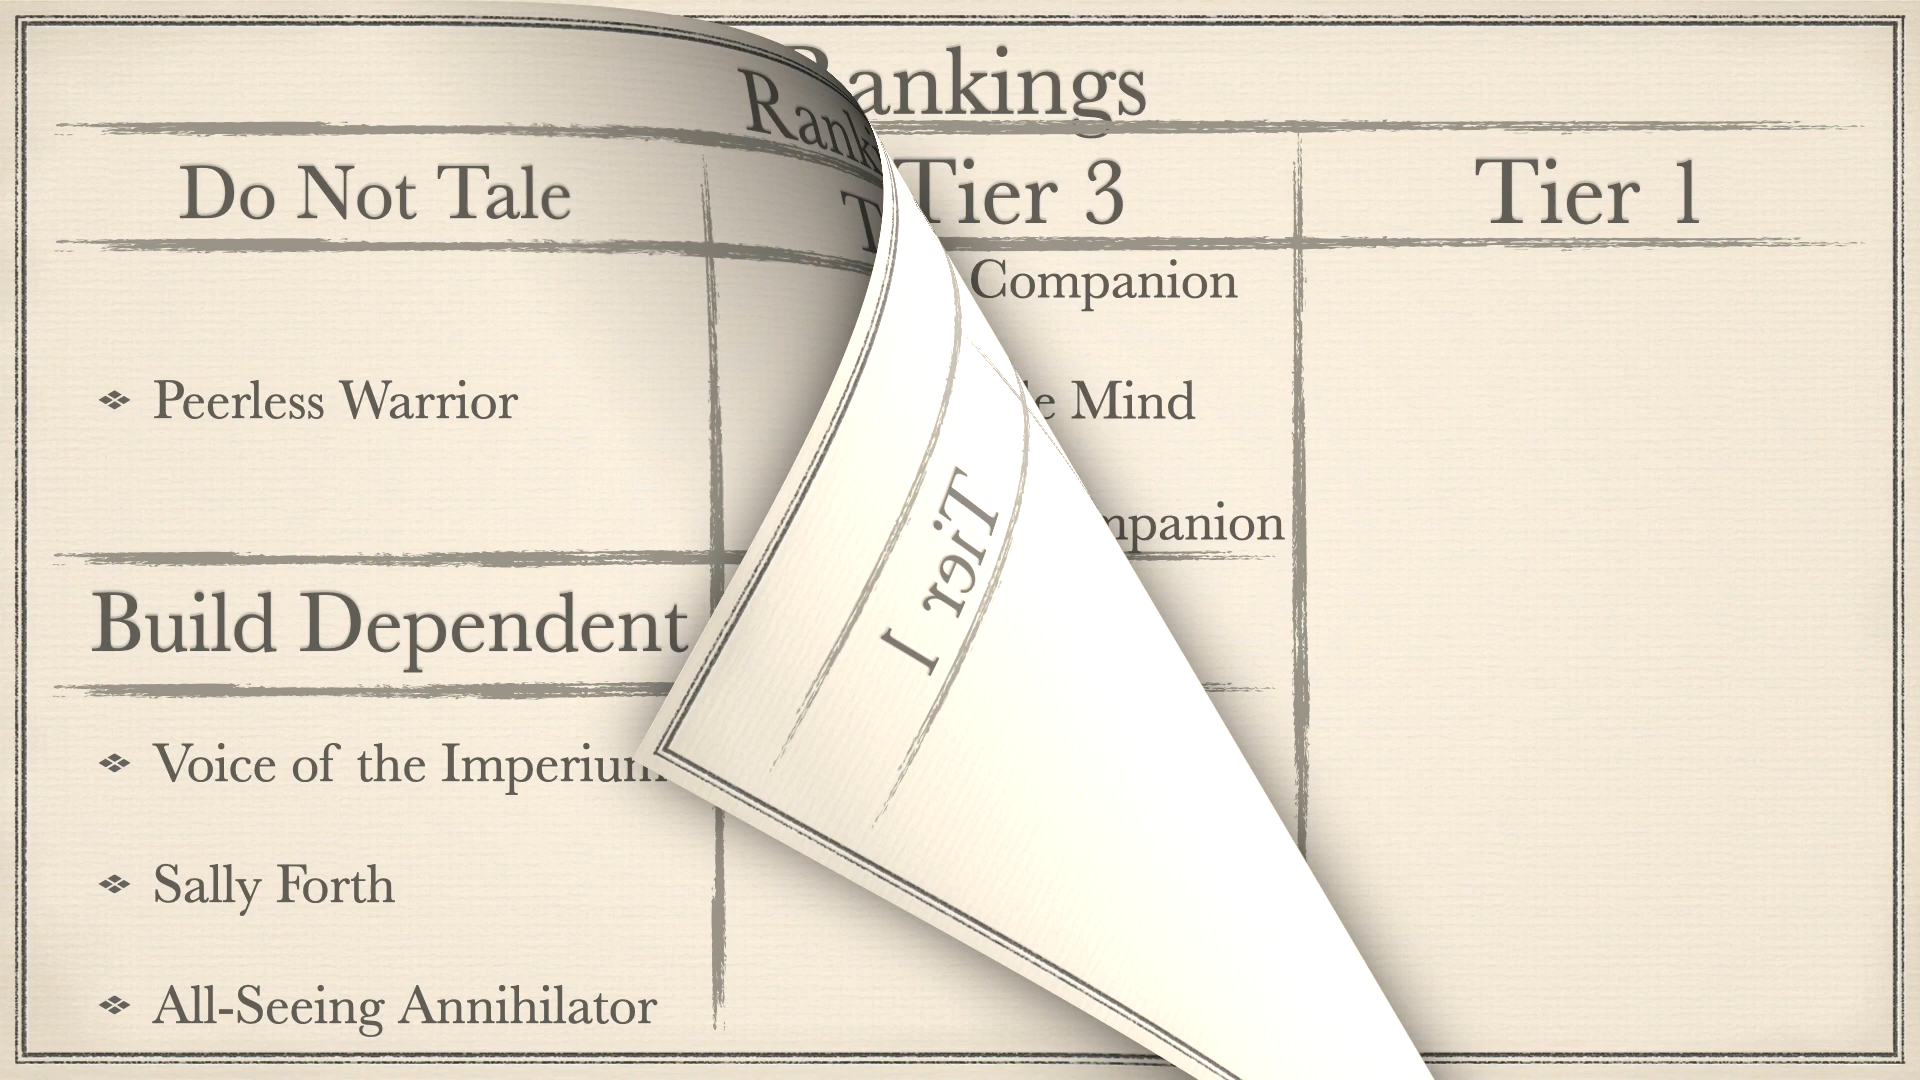 Rankings
Do Not Tale
Tier 3
Tier 1
Companion
Peerless Warrior
Mind
Build Dependent
Tier 1
Voice of the Imperium
Sally Forth
All-Seeing Annihilator